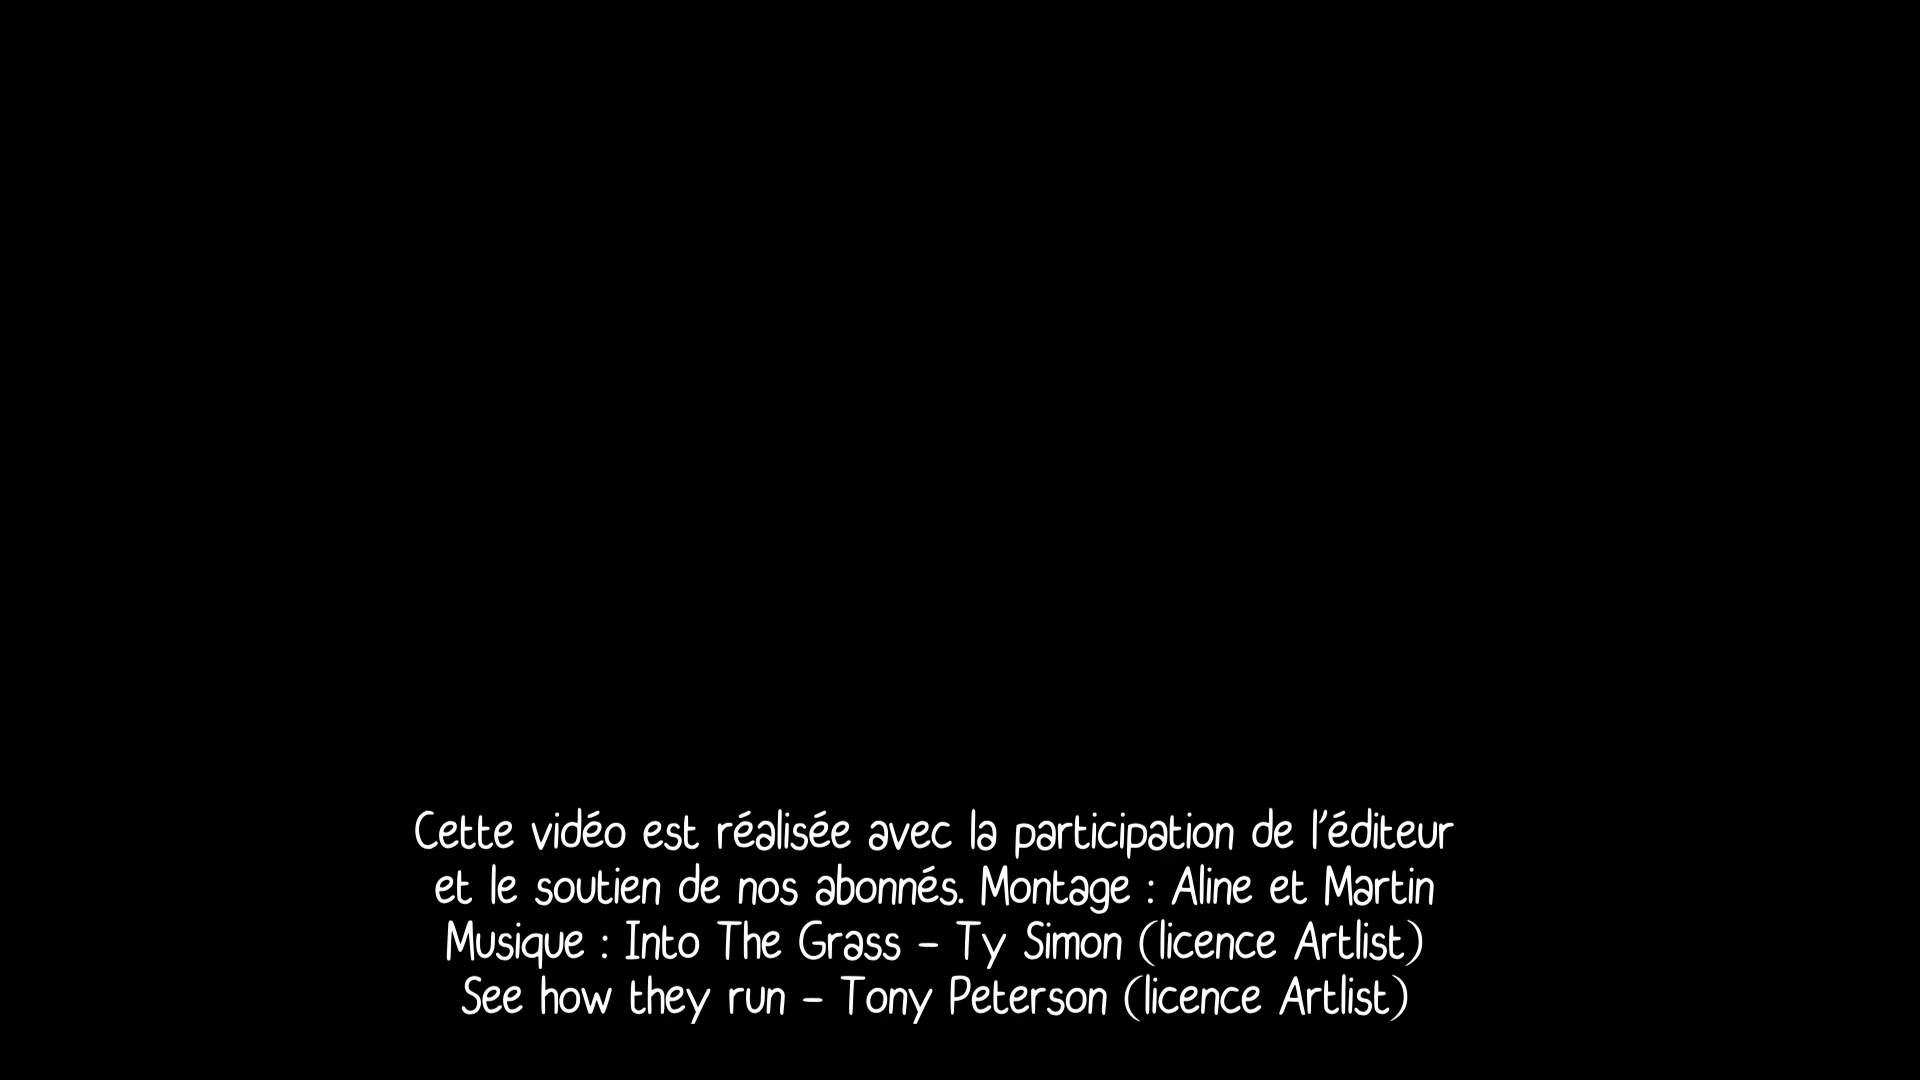 Cette vidéo est réalisée avec la participation de l'éditeur
et le soutien de nos abonnés. Montage : Aline et Martin
Musique : Into The Grass - Ty Simon (licence Artlist)
See how they run - Tony Peterson (licence Artlist)